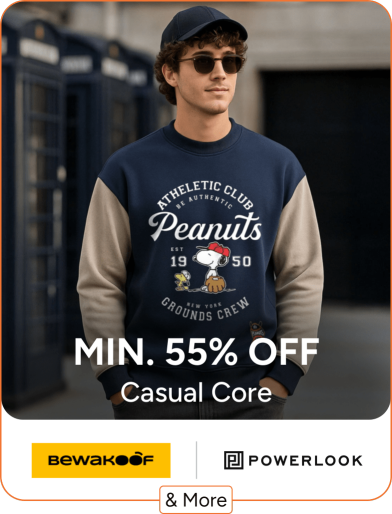 ATHELETIC CLUB
BE AUTHENTIC
Peanuts
EST
19 50
NEW YORK
GROUNDS CREW
MIN. 55% OFF
Casual Core
BEWAKOOF
POWERLOOK
& More